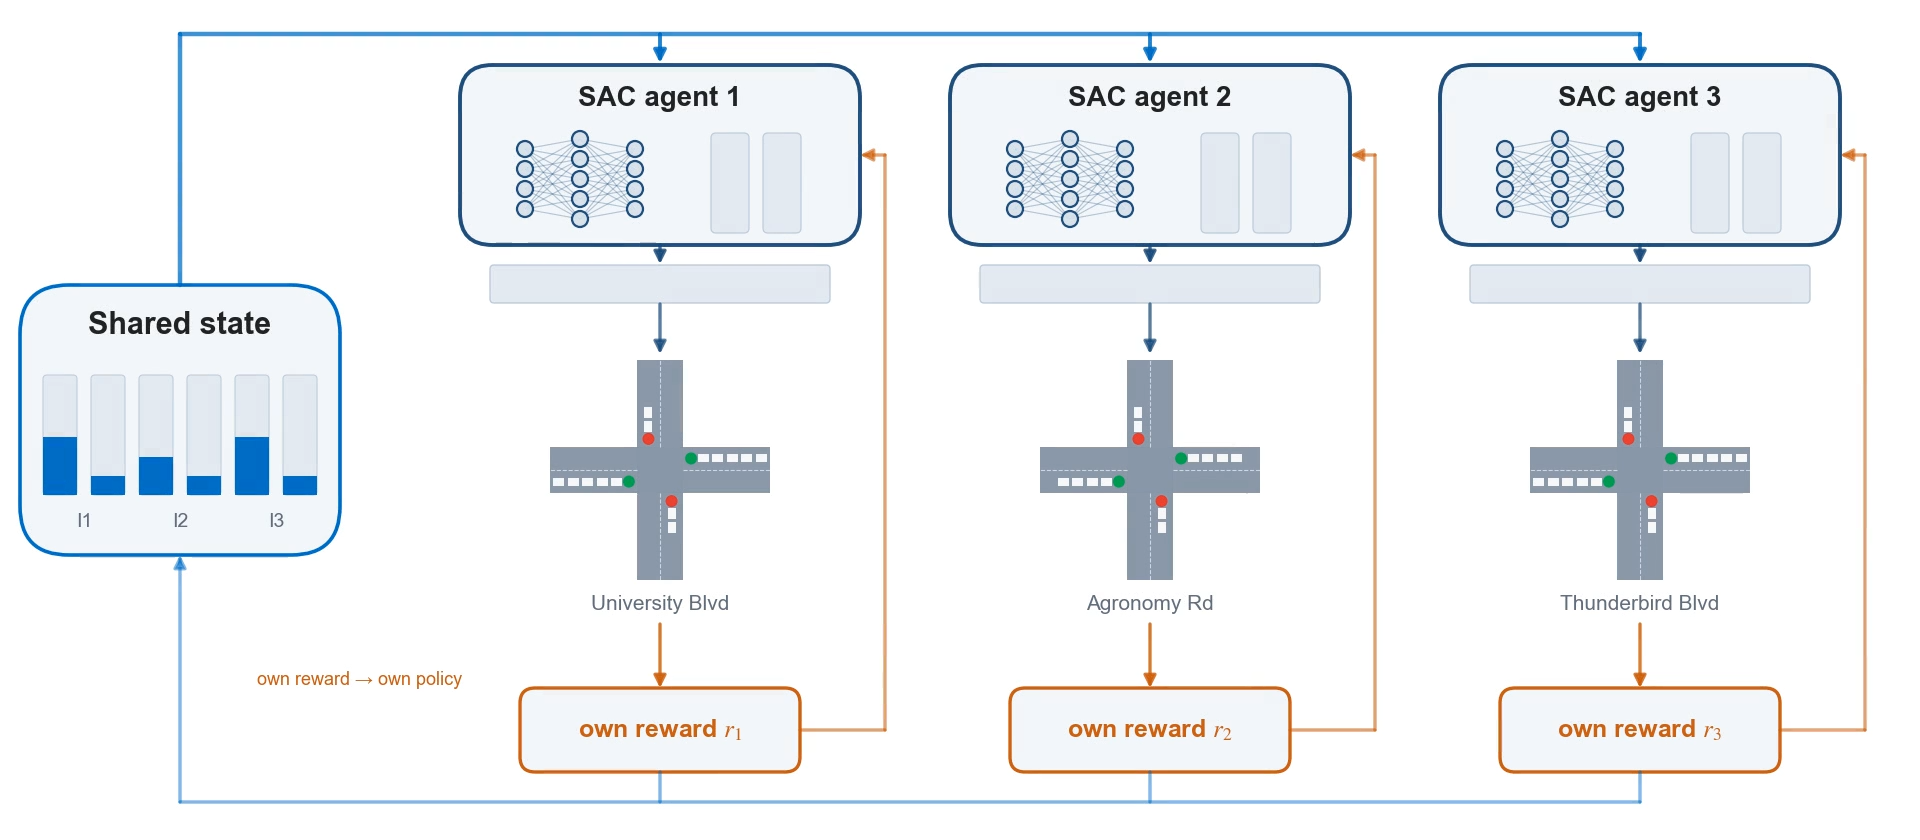 SAC agent 1
SAC agent 2
SAC agent 3
Shared state
I1
I2
I3
University Blvd
Agronomy Rd
Thunderbird Blvd
own reward → own policy
own reward r₁
own reward r₂
own reward r₃